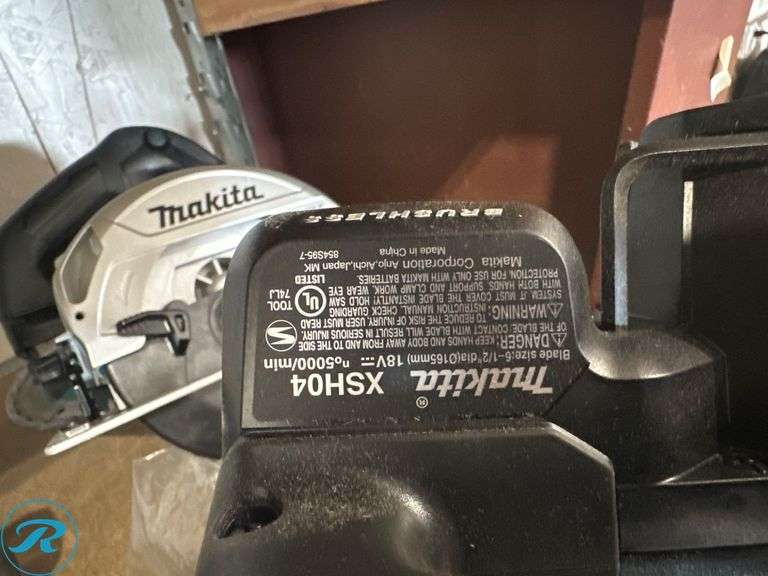 Makita
BRUSHLESS
Makita® XSH04
Blade size:6-1/2"dia(165mm) 18V⎓ n₀5000/min
⚠DANGER: KEEP HANDS AND BODY AWAY FROM AND TO THE SIDE
OF THE BLADE. CONTACT WITH BLADE WILL RESULT IN SERIOUS INJURY.
⚠WARNING: TO REDUCE THE RISK OF INJURY, USER MUST READ
INSTRUCTION MANUAL. CHECK GUARDING
SYSTEM. IT MUST COVER THE BLADE INSTANTLY! HOLD SAW
WITH BOTH HANDS. SUPPORT AND CLAMP WORK. WEAR EYE
PROTECTION. FOR USE ONLY WITH MAKITA BATTERIES.
S
TOOL
74LJ
UL
LISTED
Makita Corporation Anjo,Aichi,Japan MK
Made in China 854S95-7
R